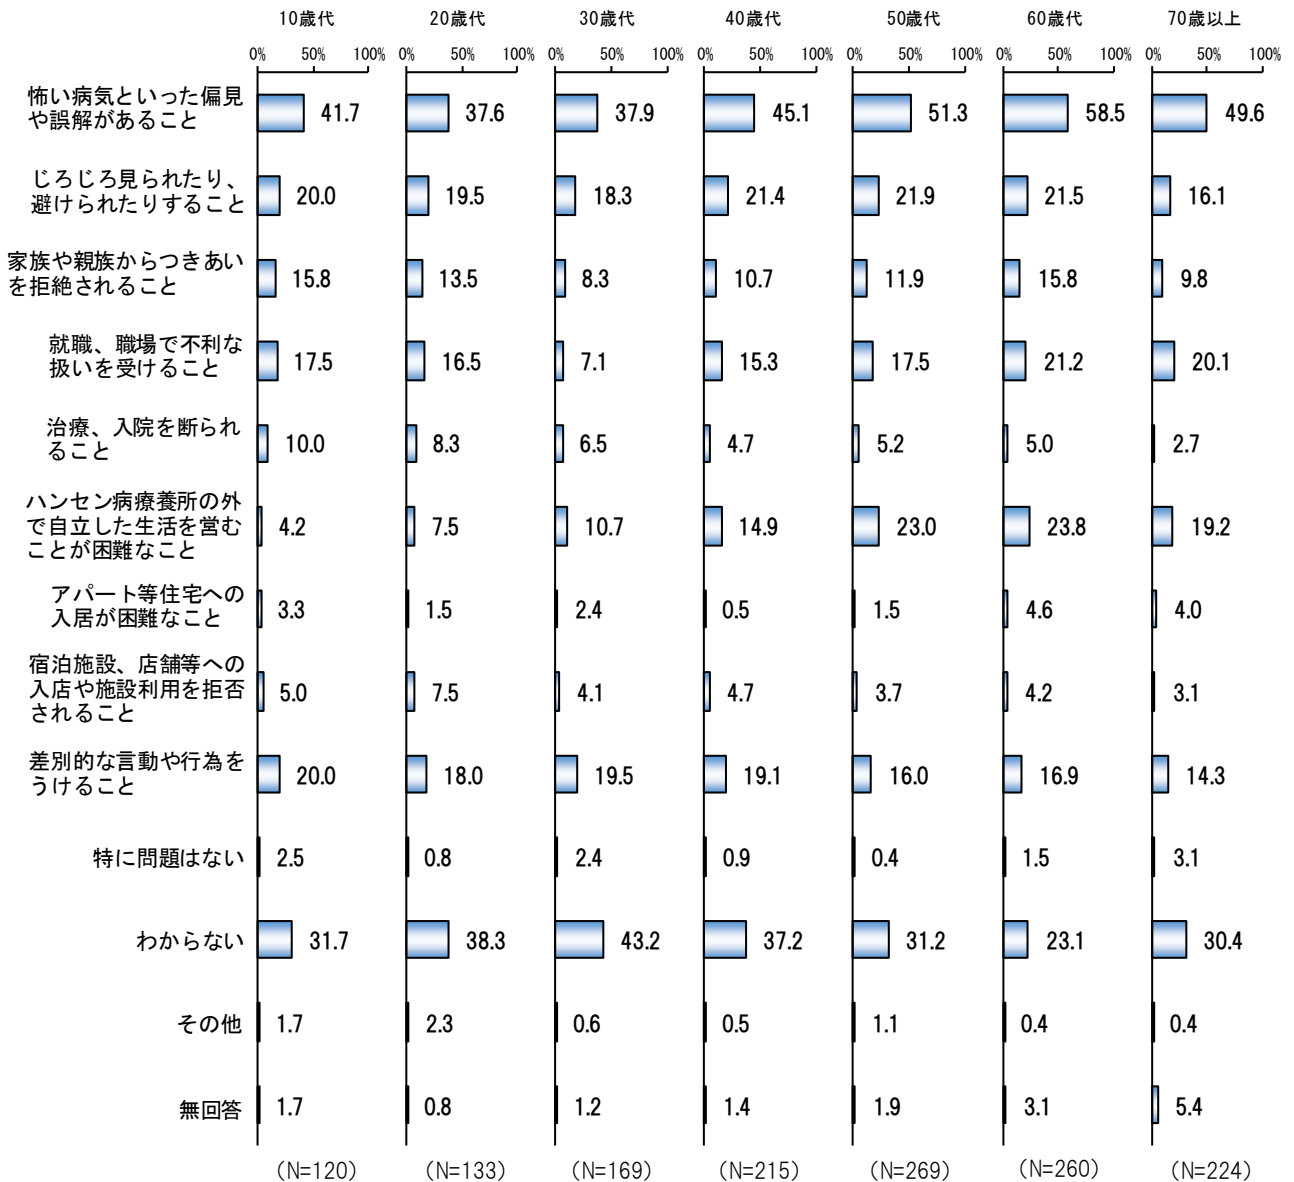 10歳代 20歳代 30歳代 40歳代 50歳代 60歳代 70歳以上
0% 50% 100% 0% 50% 100% 0% 50% 100% 0% 50% 100% 0% 50% 100% 0% 50% 100% 0% 50% 100%
怖い病気といった偏見
や誤解があること
41.7 37.6 37.9 45.1 51.3 58.5 49.6
じろじろ見られたり、
避けられたりすること
20.0 19.5 18.3 21.4 21.9 21.5 16.1
家族や親族からつきあい
を拒絶されること
15.8 13.5 8.3 10.7 11.9 15.8 9.8
就職、職場で不利な
扱いを受けること
17.5 16.5 7.1 15.3 17.5 21.2 20.1
治療、入院を断られ
ること
10.0 8.3 6.5 4.7 5.2 5.0 2.7
ハンセン病療養所の外
で自立した生活を営む
ことが困難なこと
4.2 7.5 10.7 14.9 23.0 23.8 19.2
アパート等住宅への
入居が困難なこと
3.3 1.5 2.4 0.5 1.5 4.6 4.0
宿泊施設、店舗等への
入店や施設利用を拒否
されること
5.0 7.5 4.1 4.7 3.7 4.2 3.1
差別的な言動や行為を
うけること
20.0 18.0 19.5 19.1 16.0 16.9 14.3
特に問題はない
2.5 0.8 2.4 0.9 0.4 1.5 3.1
わからない
31.7 38.3 43.2 37.2 31.2 23.1 30.4
その他
1.7 2.3 0.6 0.5 1.1 0.4 0.4
無回答
1.7 0.8 1.2 1.4 1.9 3.1 5.4
（N=120） （N=133） （N=169） （N=215） （N=269） （N=260） （N=224）